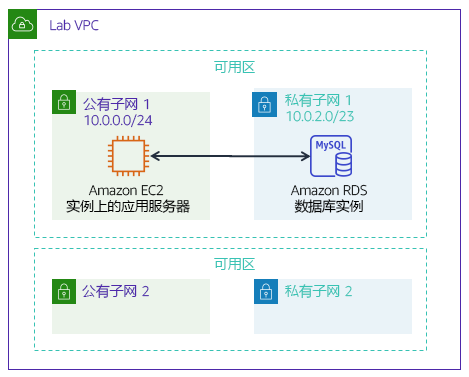 Lab VPC
可用区
公有子网 1
10.0.0.0/24
私有子网 1
10.0.2.0/23
MySQL
Amazon EC2
实例上的应用服务器
Amazon RDS
数据库实例
可用区
公有子网 2
私有子网 2